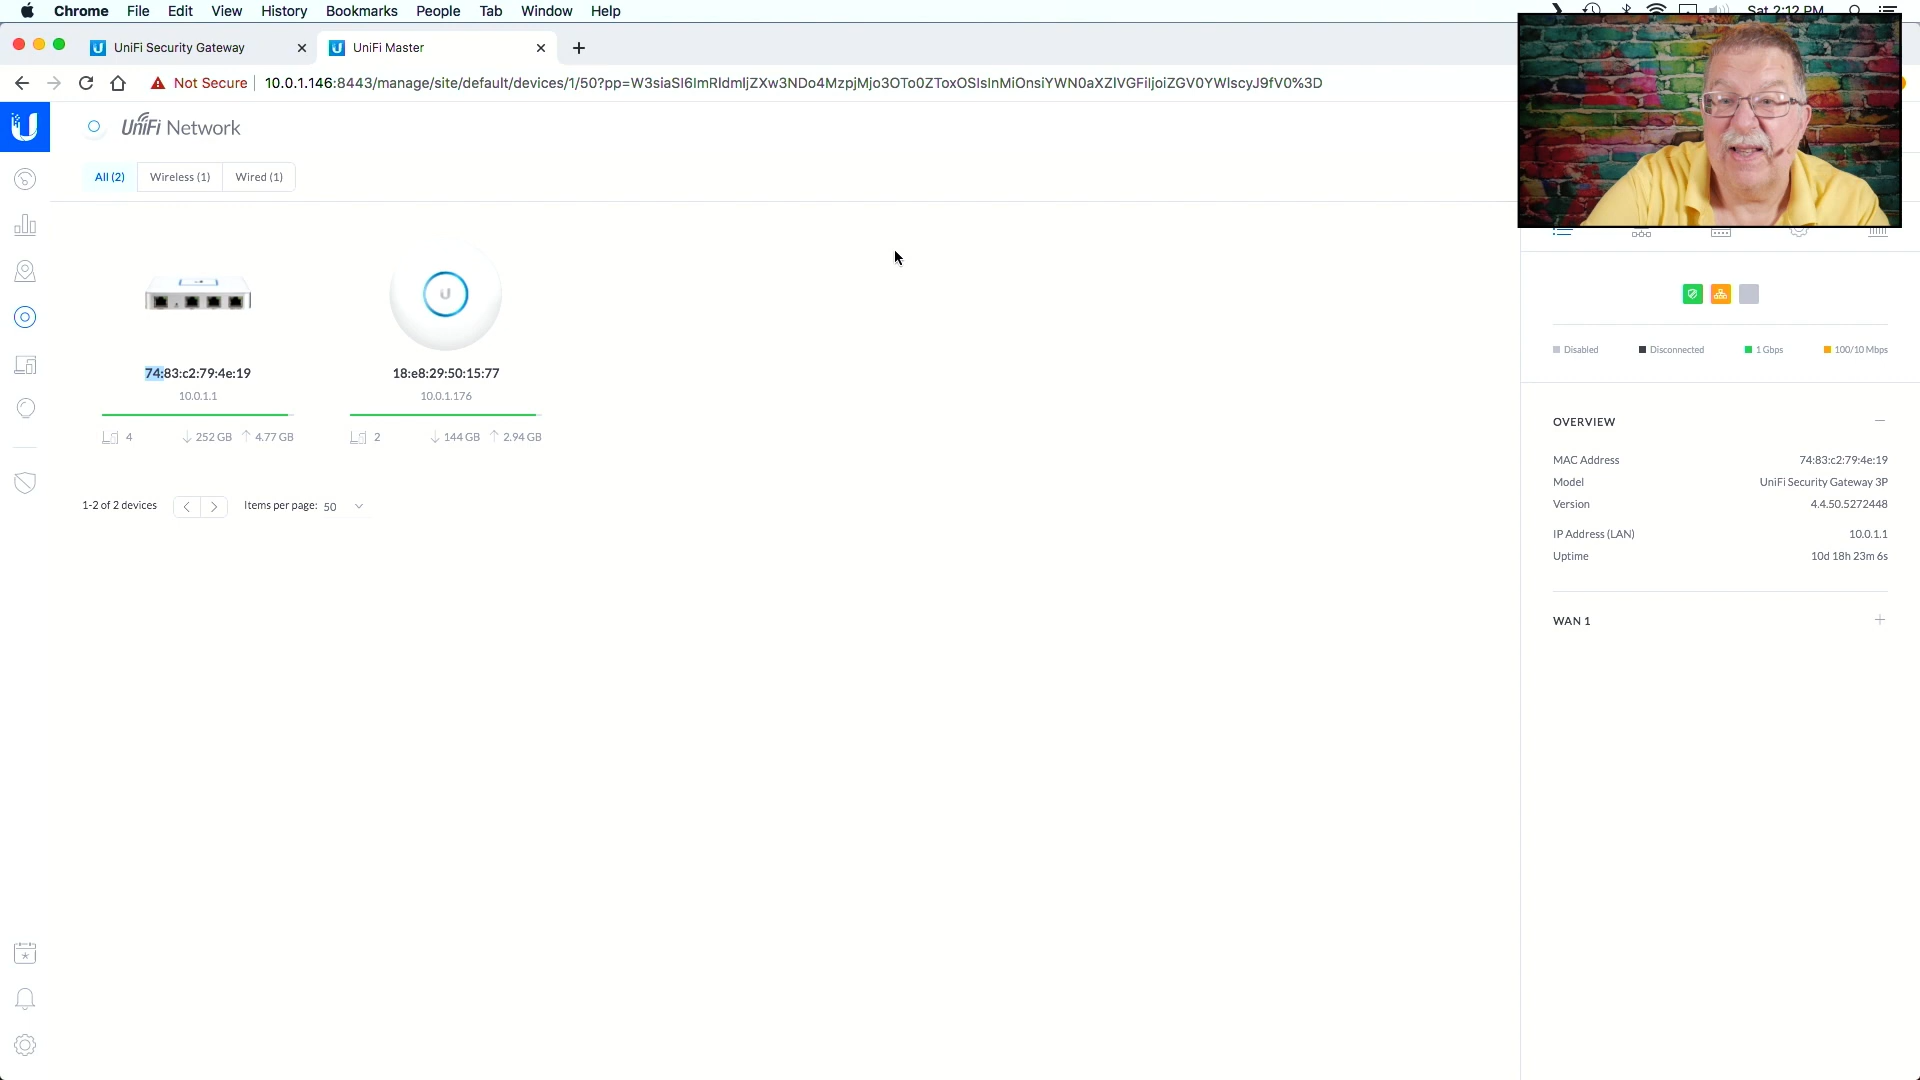 Chrome File Edit View History Bookmarks People Tab Window Help
Sat 2:12 PM
UniFi Security Gateway
UniFi Master
Not Secure
10.0.1.146:8443/manage/site/default/devices/1/50?pp=W3siaSI6ImRldmljZXw3NDo4MzpjMjo3OTo0ZToxOSIsInMiOnsiYWN0aXZlVGFiIjoiZGV0YWlscyJ9fV0%3D
UniFi Network
All (2) Wireless (1) Wired (1)
U
74:83:c2:79:4e:19
10.0.1.1
4 252 GB 4.77 GB
18:e8:29:50:15:77
10.0.1.176
2 144 GB 2.94 GB
1-2 of 2 devices
Items per page: 50
Disabled Disconnected 1 Gbps 100/10 Mbps
OVERVIEW
MAC Address 74:83:c2:79:4e:19
Model UniFi Security Gateway 3P
Version 4.4.50.5272448
IP Address (LAN) 10.0.1.1
Uptime 10d 18h 23m 6s
WAN 1